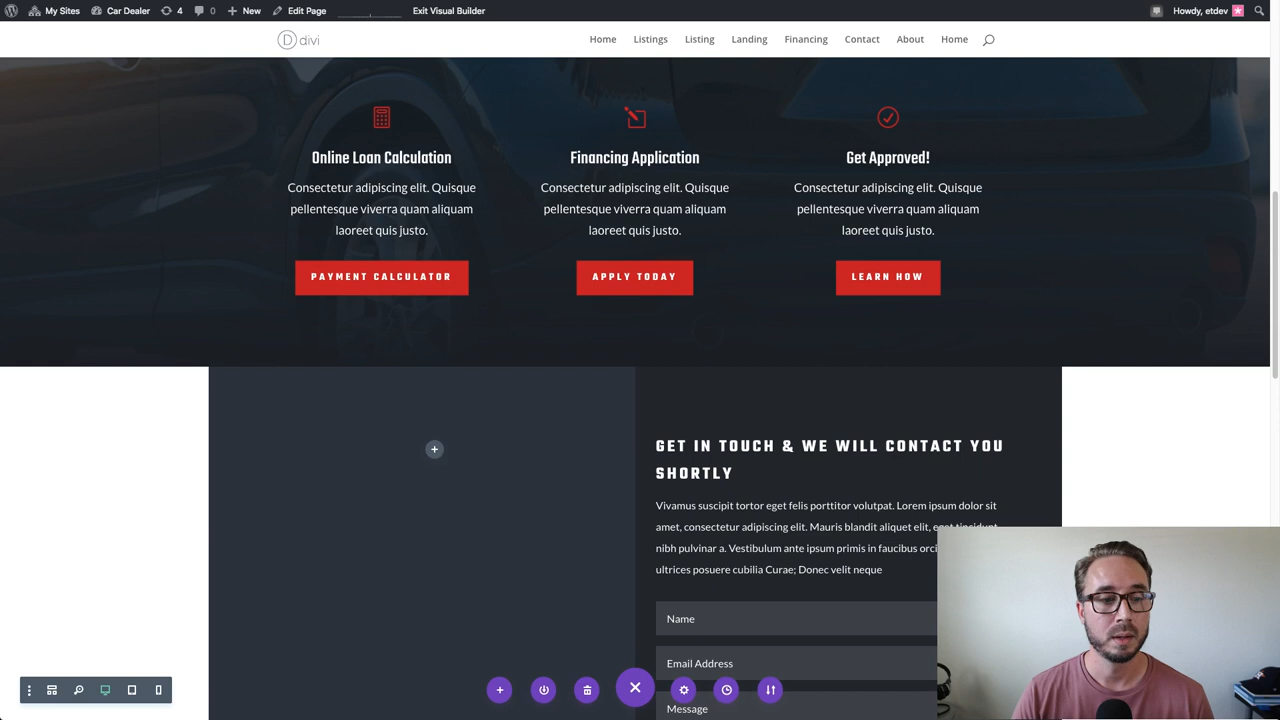 My Sites Car Dealer 4 0 New Edit Page Exit Visual Builder Howdy, etdev
divi Home Listings Listing Landing Financing Contact About Home
Online Loan Calculation Financing Application Get Approved!
Consectetur adipiscing elit. Quisque Consectetur adipiscing elit. Quisque Consectetur adipiscing elit. Quisque
pellentesque viverra quam aliquam pellentesque viverra quam aliquam pellentesque viverra quam aliquam
laoreet quis justo. laoreet quis justo. laoreet quis justo.
PAYMENT CALCULATOR APPLY TODAY LEARN HOW
GET IN TOUCH & WE WILL CONTACT YOU
SHORTLY
Vivamus suscipit tortor eget felis porttitor volutpat. Lorem ipsum dolor sit
amet, consectetur adipiscing elit. Mauris blandit aliquet elit, eget tincidunt
nibh pulvinar a. Vestibulum ante ipsum primis in faucibus orci
ultrices posuere cubilia Curae; Donec velit neque
Name
Email Address
Message